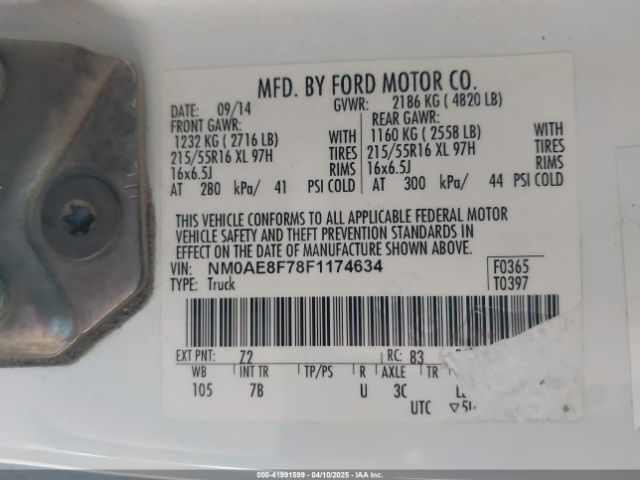 MFD. BY FORD MOTOR CO.
DATE: 09/14 GVWR: 2186 KG ( 4820 LB)
FRONT GAWR: REAR GAWR:
1232 KG ( 2716 LB) WITH 1160 KG ( 2558 LB) WITH
215/55R16 XL 97H TIRES 215/55R16 XL 97H TIRES
16x6.5J RIMS 16x6.5J RIMS
AT 280 kPa/ 41 PSI COLD AT 300 kPa/ 44 PSI COLD
THIS VEHICLE CONFORMS TO ALL APPLICABLE FEDERAL MOTOR
VEHICLE SAFETY AND THEFT PREVENTION STANDARDS IN
EFFECT ON THE DATE OF MANUFACTURE SHOWN ABOVE.
VIN: NM0AE8F78F1174634 F0365
TYPE: Truck T0397
EXT PNT: Z2 RC: 83
WB INT TR TP/PS R AXLE TR
105 7B U 3C
UTC
000-41991599 - 04/10/2025 - IAA